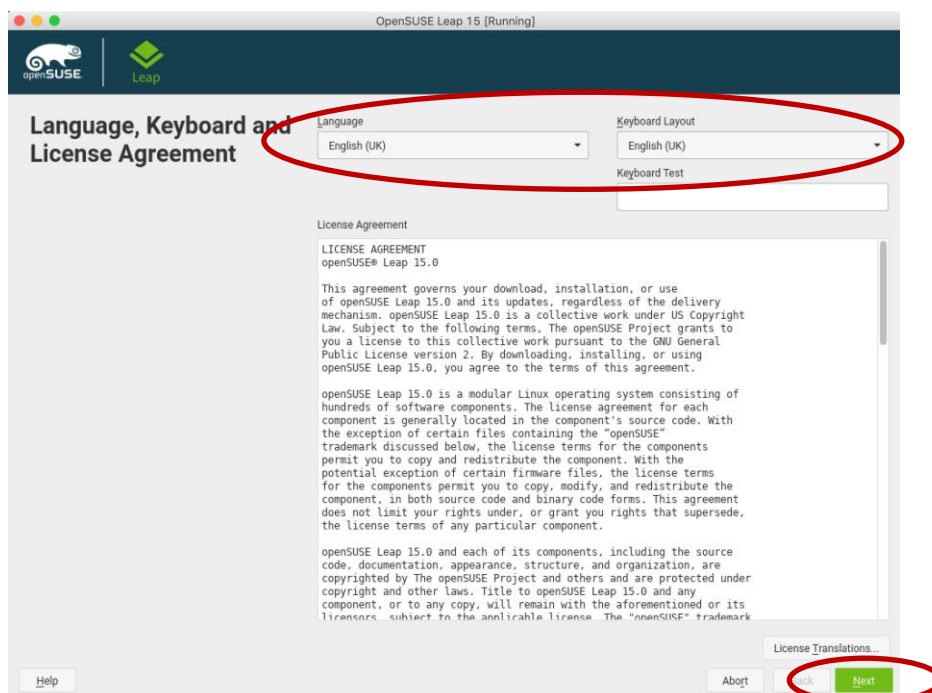 OpenSUSE Leap 15 [Running]
openSUSE
Leap
Language, Keyboard and
License Agreement
Language
Keyboard Layout
English (UK)
English (UK)
Keyboard Test
License Agreement
LICENSE AGREEMENT
openSUSE® Leap 15.0
This agreement governs your download, installation, or use
of openSUSE Leap 15.0 and its updates, regardless of the delivery
mechanism. openSUSE Leap 15.0 is a collective work under US Copyright
Law. Subject to the following terms, The openSUSE Project grants to
you a license to this collective work pursuant to the GNU General
Public License version 2. By downloading, installing, or using
openSUSE Leap 15.0, you agree to the terms of this agreement.
openSUSE Leap 15.0 is a modular Linux operating system consisting of
hundreds of software components. The license agreement for each
component is generally located in the component's source code. With
the exception of certain files containing the “openSUSE”
trademark discussed below, the license terms for the components
permit you to copy and redistribute the component. With the
potential exception of certain firmware files, the license terms
for the components permit you to copy, modify, and redistribute the
component, in both source code and binary code forms. This agreement
does not limit your rights under, or grant you rights that supersede,
the license terms of any particular component.
openSUSE Leap 15.0 and each of its components, including the source
code, documentation, appearance, structure, and organization, are
copyrighted by The openSUSE Project and others and are protected under
copyright and other laws. Title to openSUSE Leap 15.0 and any
component, or to any copy, will remain with the aforementioned or its
licensors, subject to the applicable license. The "openSUSE" trademark
License Translations...
Help
Abort
Back
Next